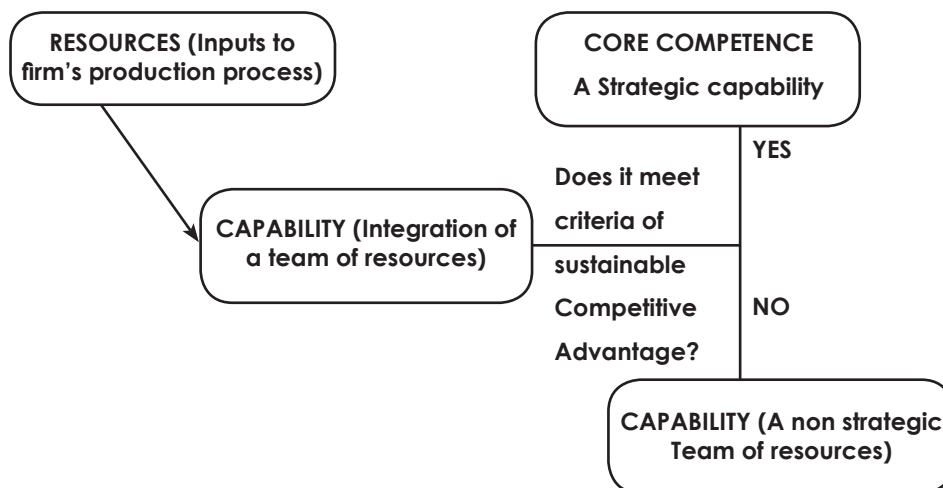 RESOURCES (Inputs to
firm's production process)
CORE COMPETENCE
A Strategic capability
YES
Does it meet
criteria of
sustainable
Competitive
Advantage?
CAPABILITY (Integration of
a team of resources)
NO
CAPABILITY (A non strategic
Team of resources)